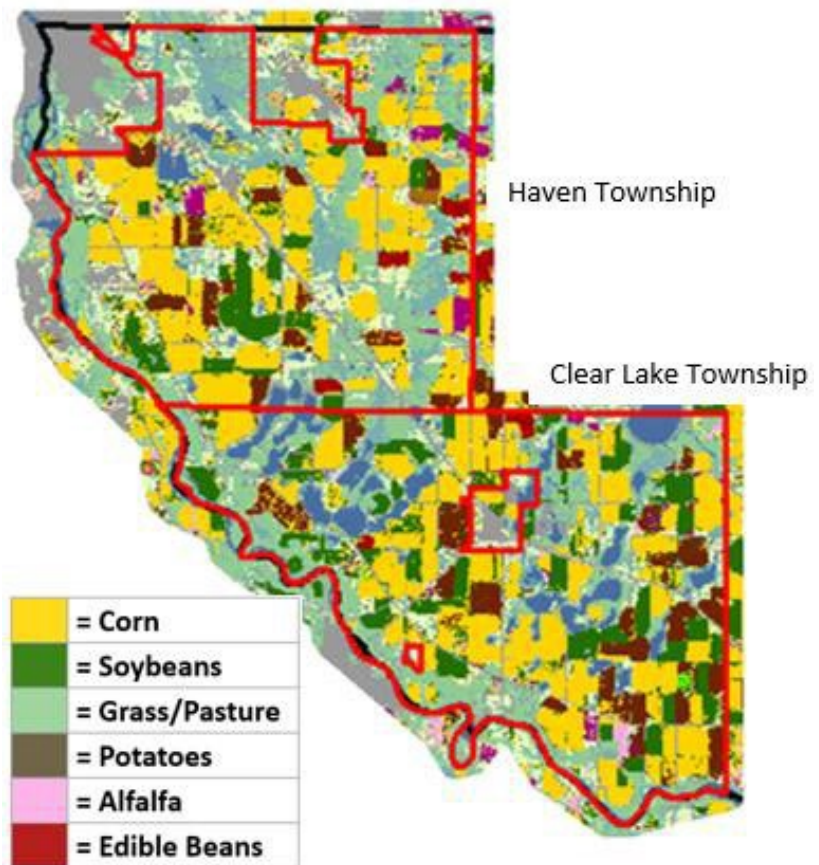 Haven Township
Clear Lake Township
= Corn
= Soybeans
= Grass/Pasture
= Potatoes
= Alfalfa
= Edible Beans